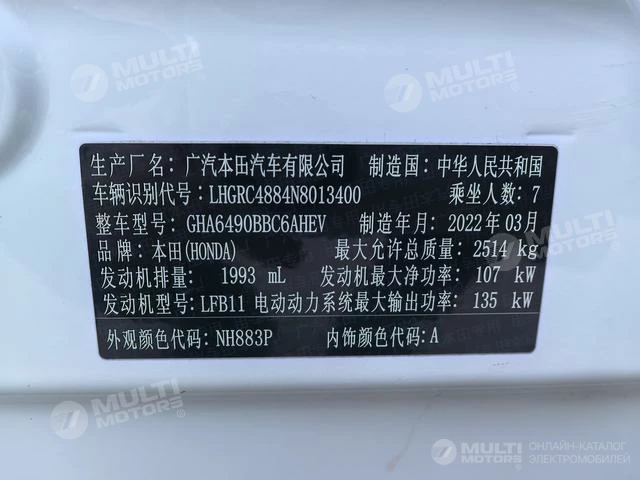 MULTI
MOTORS
MULTI
MOTORS
生产厂名：广汽本田汽车有限公司 制造国：中华人民共和国
车辆识别代号：LHGRC4884N8013400 乘坐人数：7
整车型号：GHA6490BBC6AHEV 制造年月：2022年03月
品牌：本田(HONDA) 最大允许总质量：2514 kg
发动机排量： 1993 mL 发动机最大净功率： 107 kW
发动机型号：LFB11 电动动力系统最大输出功率：135 kW
外观颜色代码：NH883P 内饰颜色代码：A
MULTI
MOTORS
MULTI
MOTORS
MULTI
MOTORS
ОНЛАЙН-КАТАЛОГ
ЭЛЕКТРОМОБИЛЕЙ